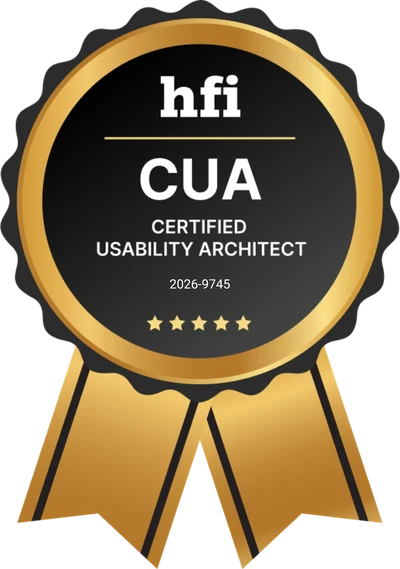 hfi
CUA
CERTIFIED
USABILITY ARCHITECT
2026-9745